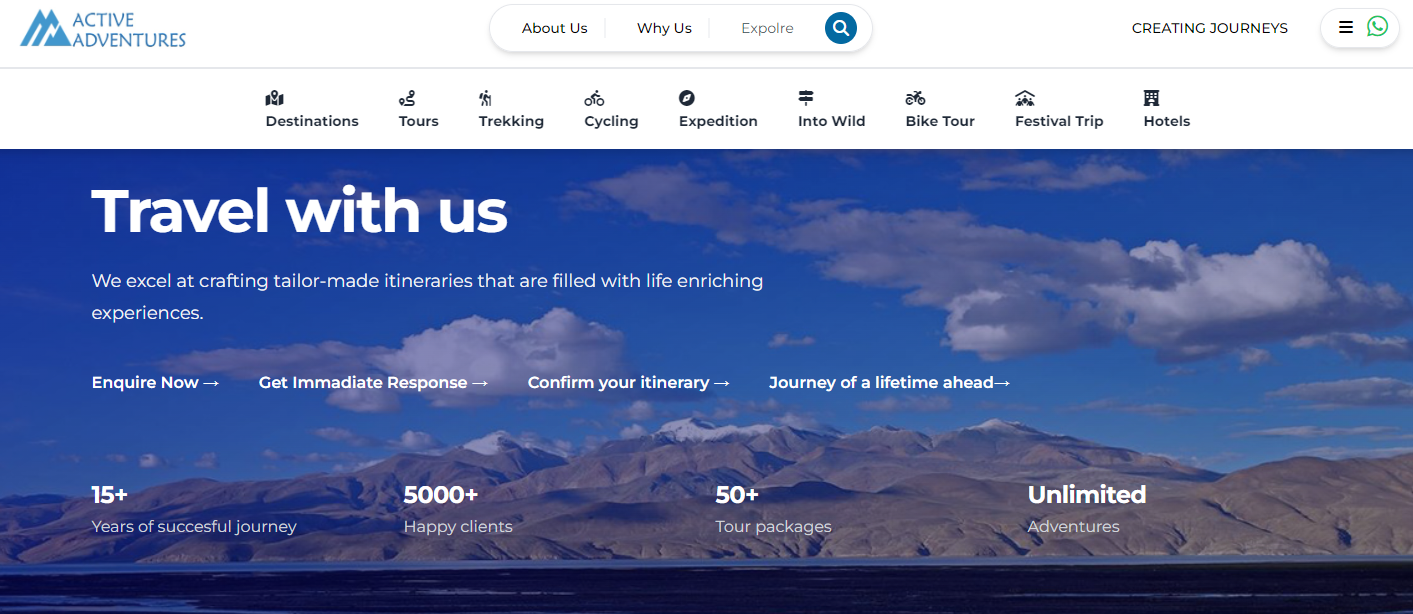 ACTIVE
ADVENTURES
About Us
Why Us
Expolre
CREATING JOURNEYS
Destinations
Tours
Trekking
Cycling
Expedition
Into Wild
Bike Tour
Festival Trip
Hotels
Travel with us
We excel at crafting tailor-made itineraries that are filled with life enriching
experiences.
Enquire Now →
Get Immadiate Response →
Confirm your itinerary →
Journey of a lifetime ahead→
15+
Years of succesful journey
5000+
Happy clients
50+
Tour packages
Unlimited
Adventures